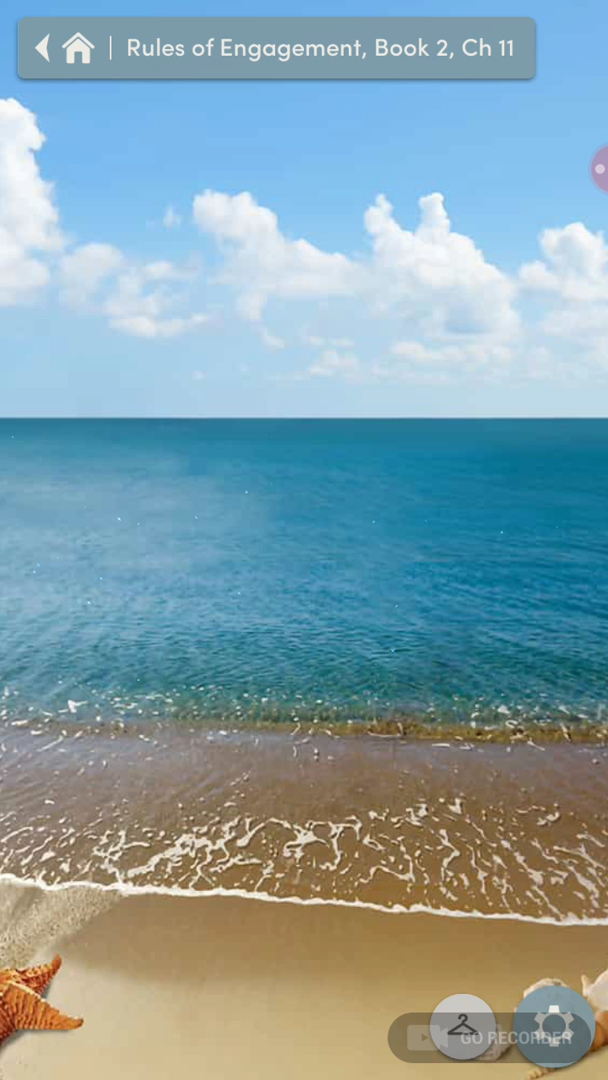 Rules of Engagement, Book 2, Ch 11
GO RECORDER